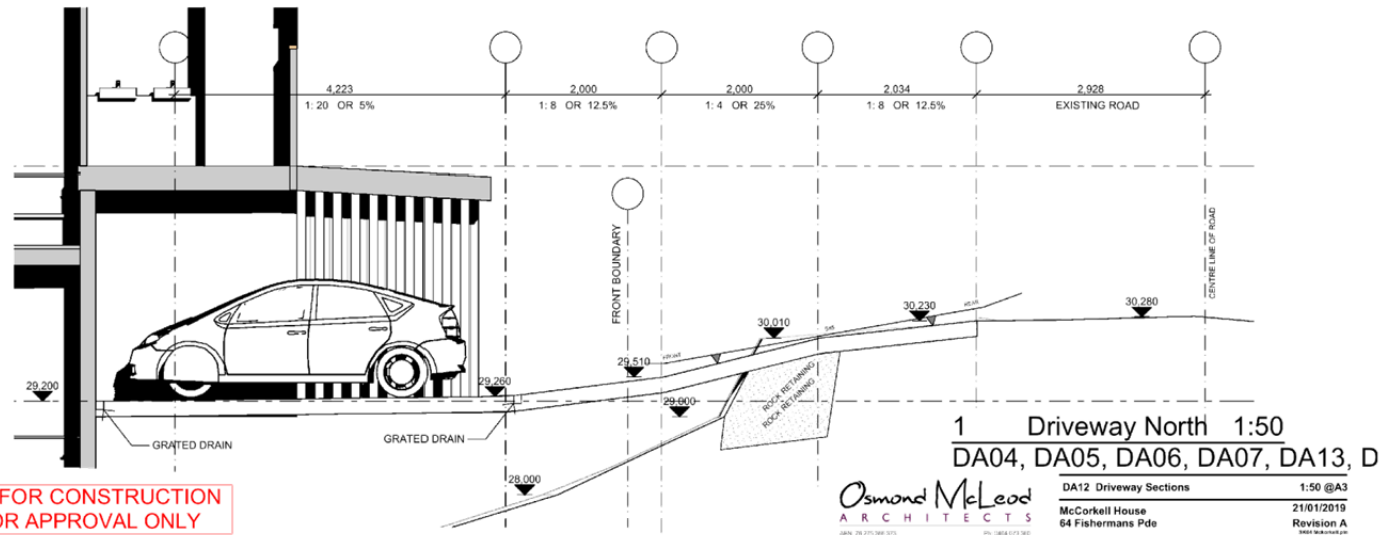 4,223
2,000
2,000
2,034
2,928
1: 20 OR 5%
1: 8 OR 12.5%
1: 4 OR 25%
1: 8 OR 12.5%
EXISTING ROAD
FRONT BOUNDARY
CENTRE LINE OF ROAD
30,280
30,230
30,010
29,510
29,260
29,200
29,000
ROCK RETAINING
ROCK RETAINING
GRATED DRAIN
GRATED DRAIN
28,000
1 Driveway North 1:50
DA04, DA05, DA06, DA07, DA13, D
FOR CONSTRUCTION
OR APPROVAL ONLY
Osmond McLeod
ARCHITECTS
DA12 Driveway Sections 1:50 @A3
McCorkell House 21/01/2019
64 Fishermans Pde Revision A